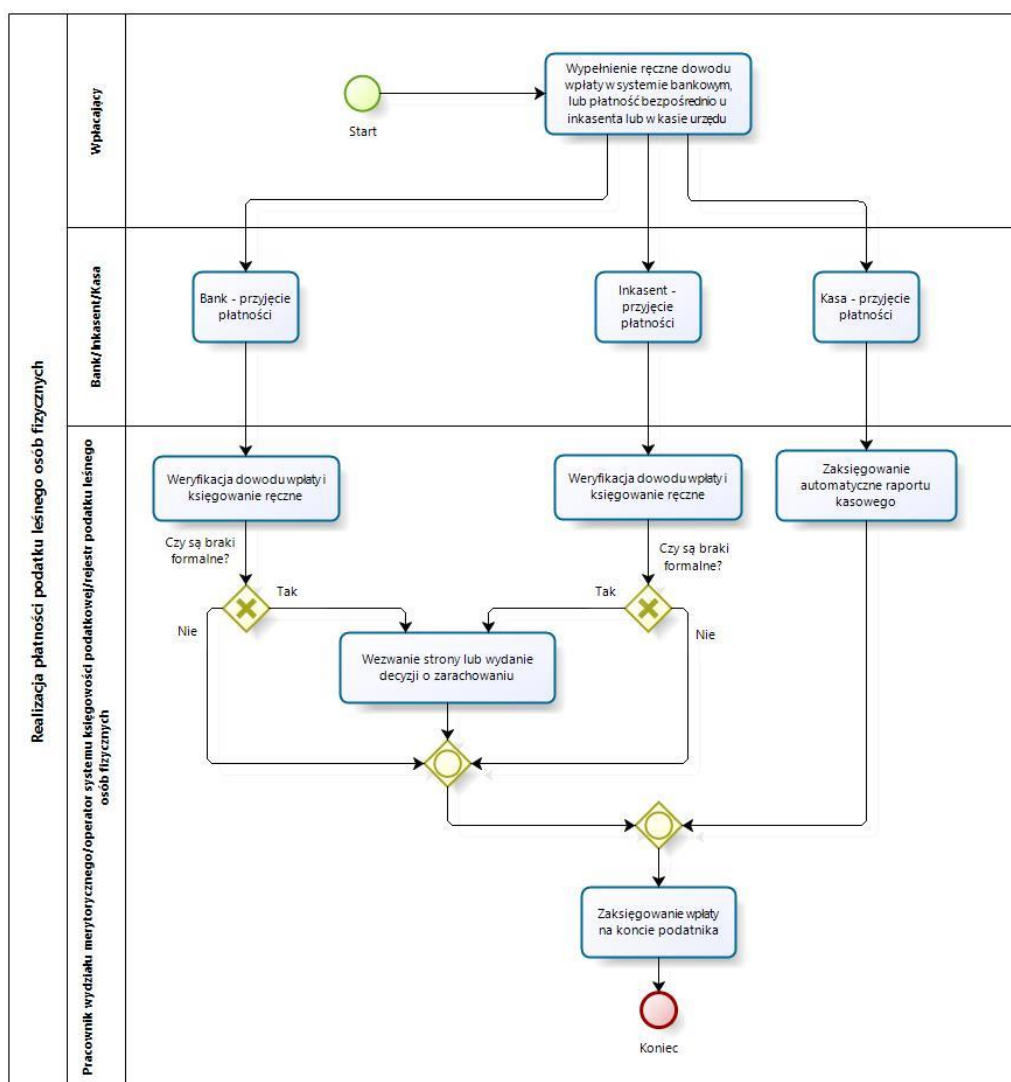 Realizacja płatności podatku leśnego osób fizycznych
Wpłacający
Start
Wypełnienie ręczne dowodu
wpłaty w systemie bankowym,
lub płatność bezpośrednio u
inkasenta lub w kasie urzędu
Bank/Inkasent/Kasa
Bank - przyjęcie
płatności
Inkasent -
przyjęcie
płatności
Kasa - przyjęcie
płatności
Pracownik wydziału merytorycznego/operator systemu księgowości podatkowej/rejestr podatku leśnego
osób fizycznych
Weryfikacja dowodu wpłaty i
księgowanie ręczne
Weryfikacja dowodu wpłaty i
księgowanie ręczne
Zaksięgowanie
automatyczne raportu
kasowego
Czy są braki
formalne?
Czy są braki
formalne?
Tak
Tak
Nie
Nie
Wezwanie strony lub wydanie
decyzji o zarachowaniu
Zaksięgowanie wpłaty
na koncie podatnika
Koniec